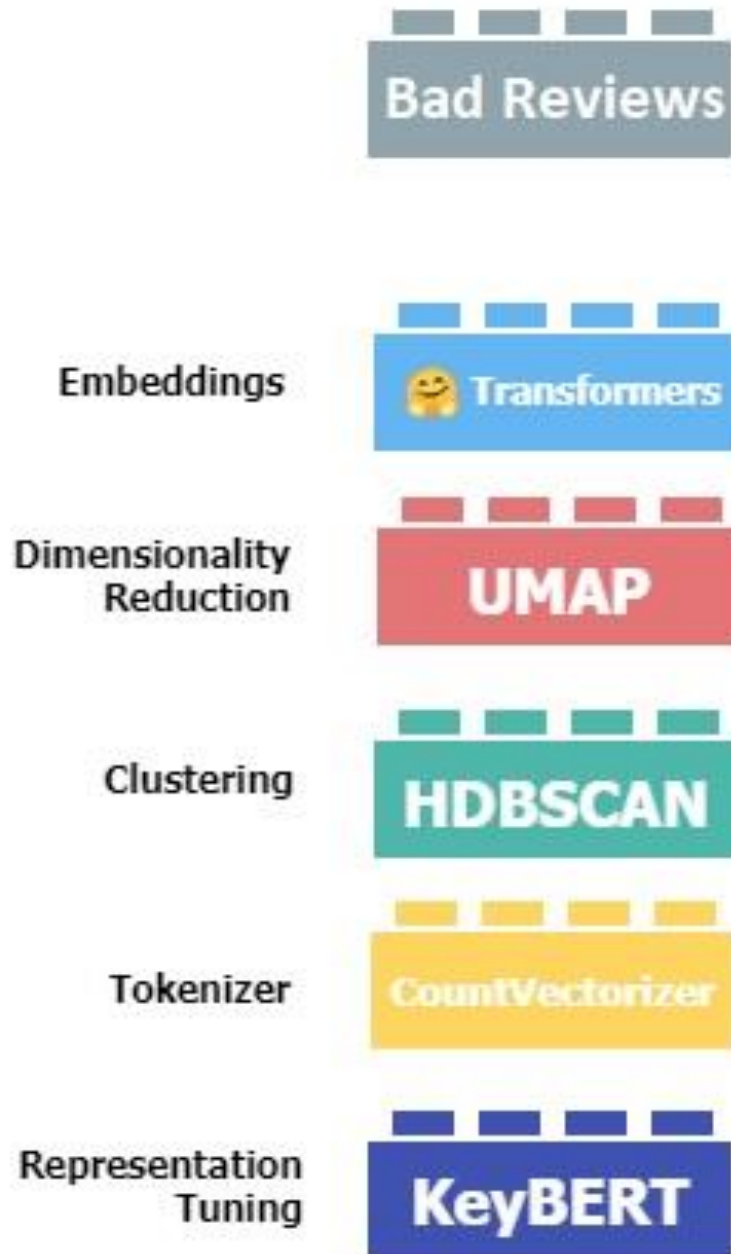 Bad Reviews
Embeddings
🤗 Transformers
Dimensionality
Reduction
UMAP
Clustering
HDBSCAN
Tokenizer
CountVectorizer
Representation
Tuning
KeyBERT